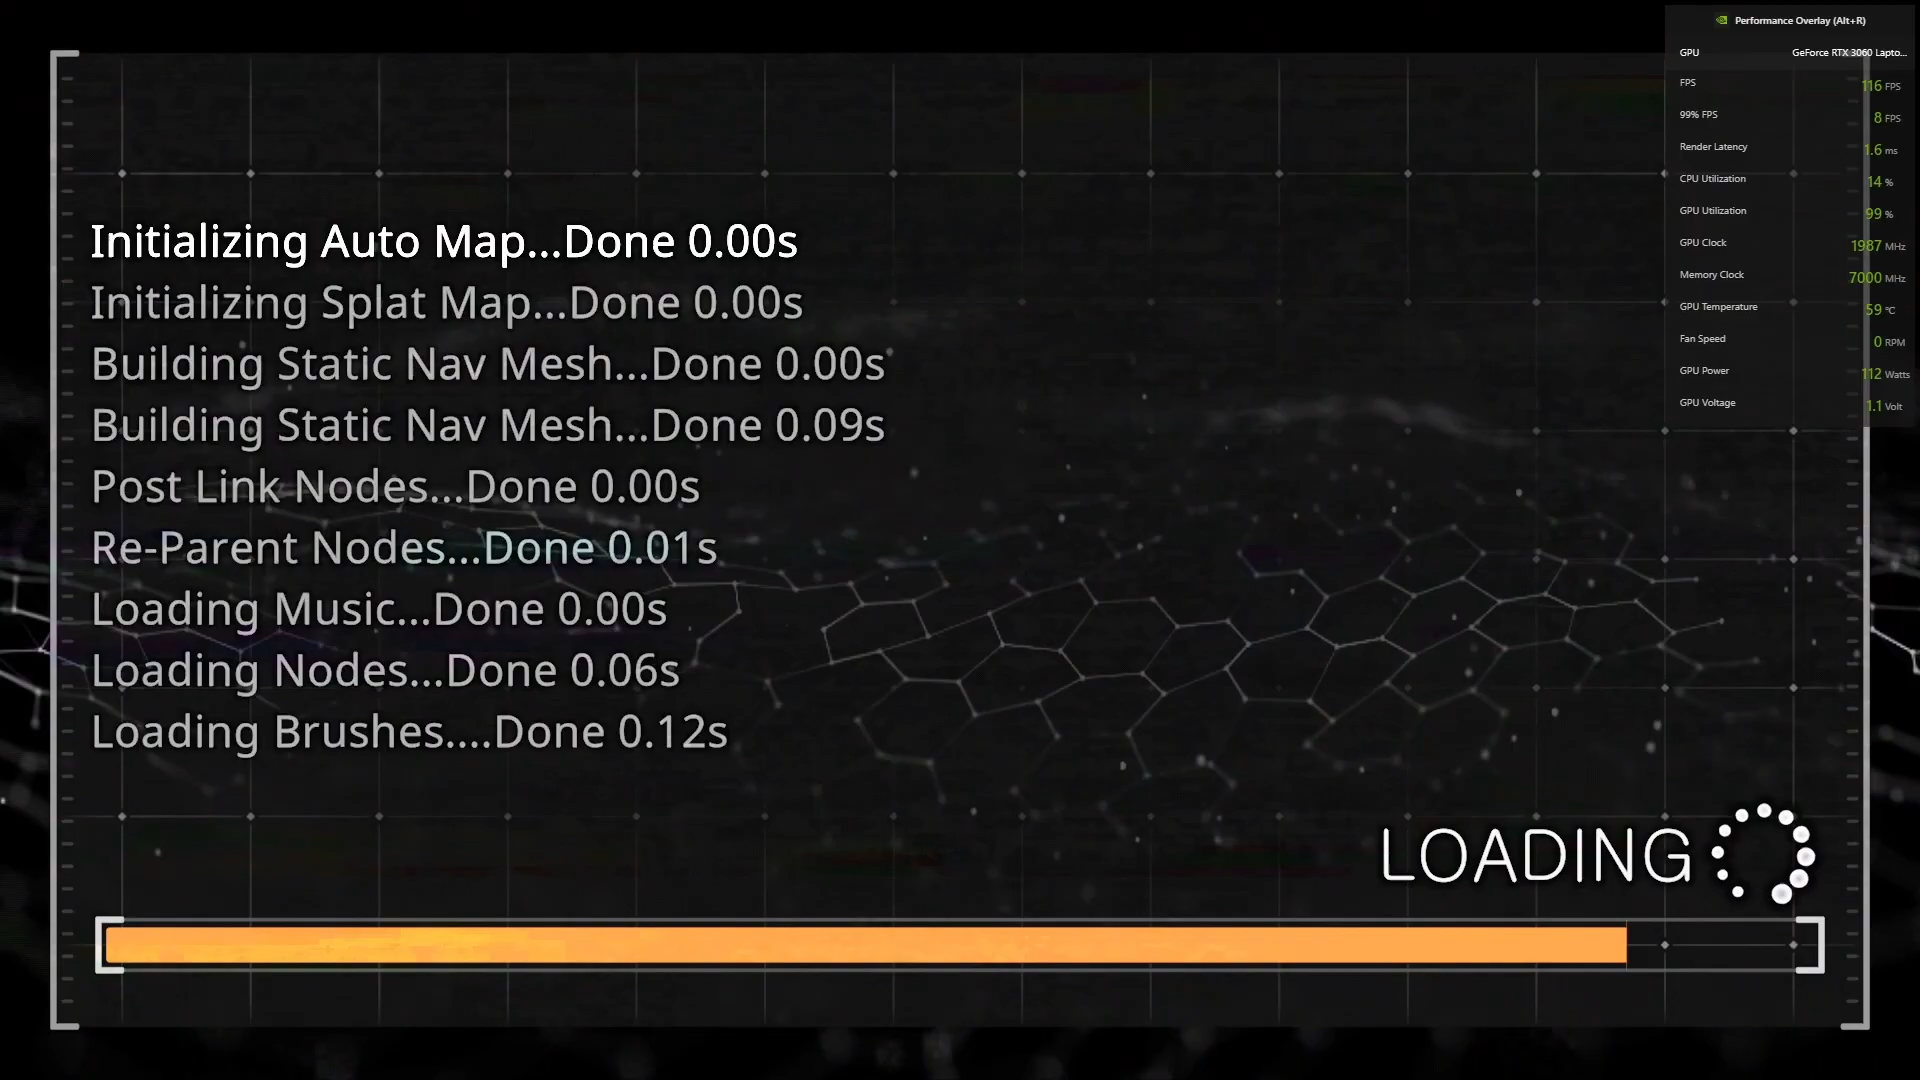 Performance Overlay (Alt+R)
GPU GeForce RTX 3060 Lapto...
FPS 116 FPS
99% FPS 8 FPS
Render Latency 1.6 ms
CPU Utilization 14 %
GPU Utilization 99 %
GPU Clock 1987 MHz
Memory Clock 7000 MHz
GPU Temperature 59 °C
Fan Speed 0 RPM
GPU Power 112 Watts
GPU Voltage 1.1 Volt
Initializing Auto Map...Done 0.00s
Initializing Splat Map...Done 0.00s
Building Static Nav Mesh...Done 0.00s
Building Static Nav Mesh...Done 0.09s
Post Link Nodes...Done 0.00s
Re-Parent Nodes...Done 0.01s
Loading Music...Done 0.00s
Loading Nodes...Done 0.06s
Loading Brushes....Done 0.12s
LOADING